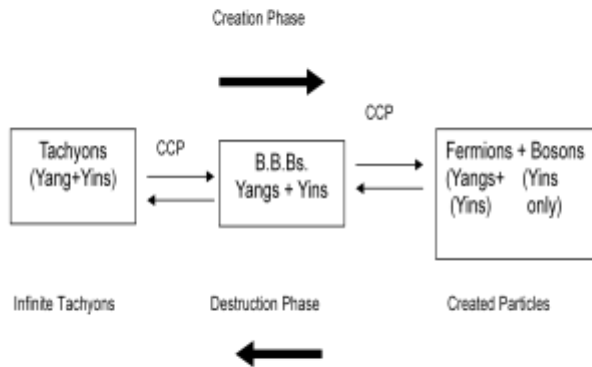 Creation Phase
CCP
Tachyons
(Yang+Yins)
CCP
B.B.Bs.
Yangs + Yins
Fermions + Bosons
(Yangs+ (Yins
(Yins) only)
Infinite Tachyons
Destruction Phase
Created Particles